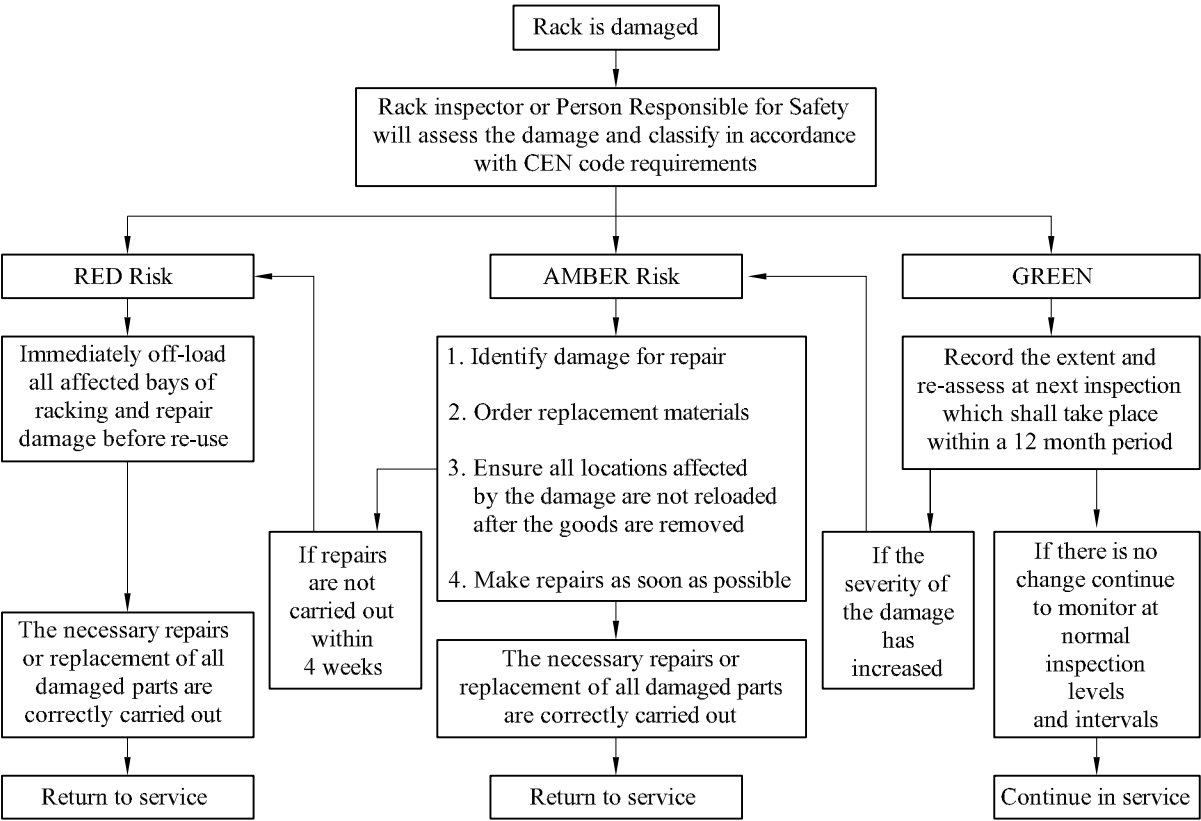 Rack is damaged
Rack inspector or Person Responsible for Safety
will assess the damage and classify in accordance
with CEN code requirements
RED Risk
AMBER Risk
GREEN
Immediately off-load
all affected bays of
racking and repair
damage before re-use
1. Identify damage for repair
2. Order replacement materials
3. Ensure all locations affected
by the damage are not reloaded
after the goods are removed
4. Make repairs as soon as possible
Record the extent and
re-assess at next inspection
which shall take place
within a 12 month period
If repairs
are not
carried out
within
4 weeks
If the
severity of
the damage
has
increased
If there is no
change continue
to monitor at
normal
inspection
levels
and intervals
The necessary repairs
or replacement of all
damaged parts are
correctly carried out
The necessary repairs or
replacement of all damaged parts
are correctly carried out
Return to service
Return to service
Continue in service